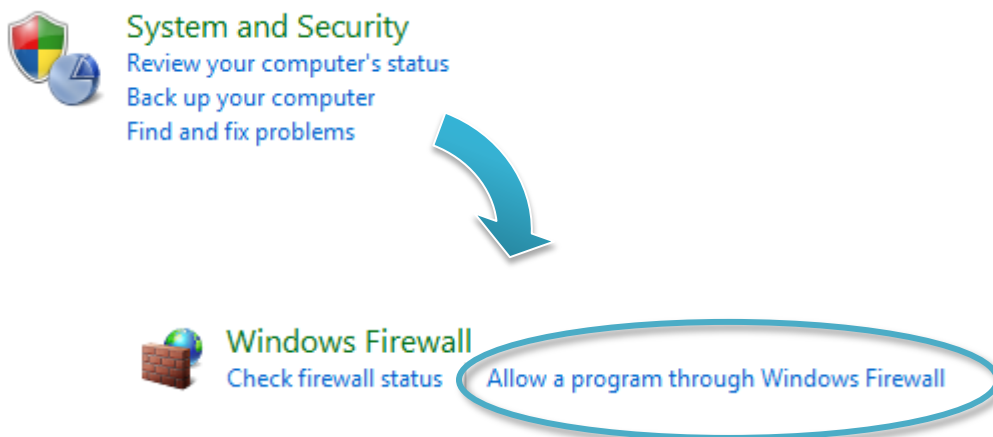 System and Security
Review your computer's status
Back up your computer
Find and fix problems
Windows Firewall
Check firewall status
Allow a program through Windows Firewall